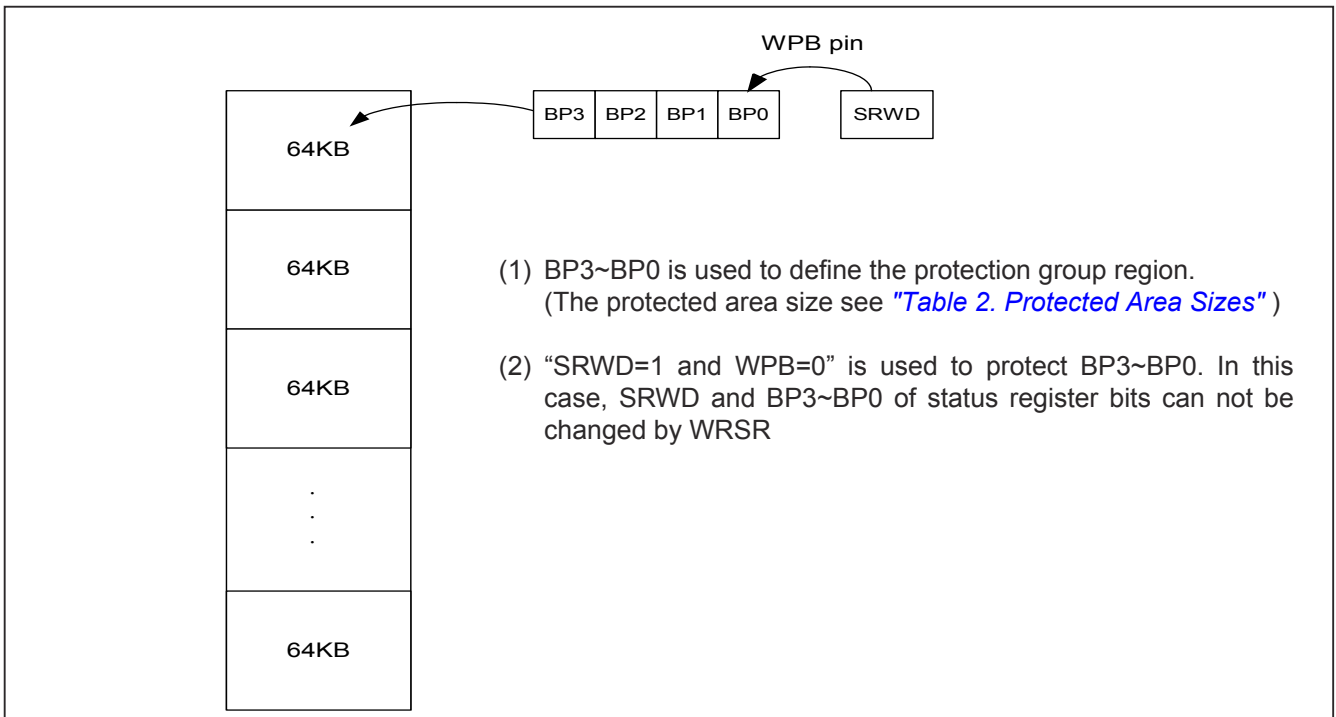 WPB pin
BP3 BP2 BP1 BP0 SRWD
64KB
64KB
(1) BP3~BP0 is used to define the protection group region.
(The protected area size see "Table 2. Protected Area Sizes" )
64KB
(2) “SRWD=1 and WPB=0” is used to protect BP3~BP0. In this
case, SRWD and BP3~BP0 of status register bits can not be
changed by WRSR
.
.
.
64KB